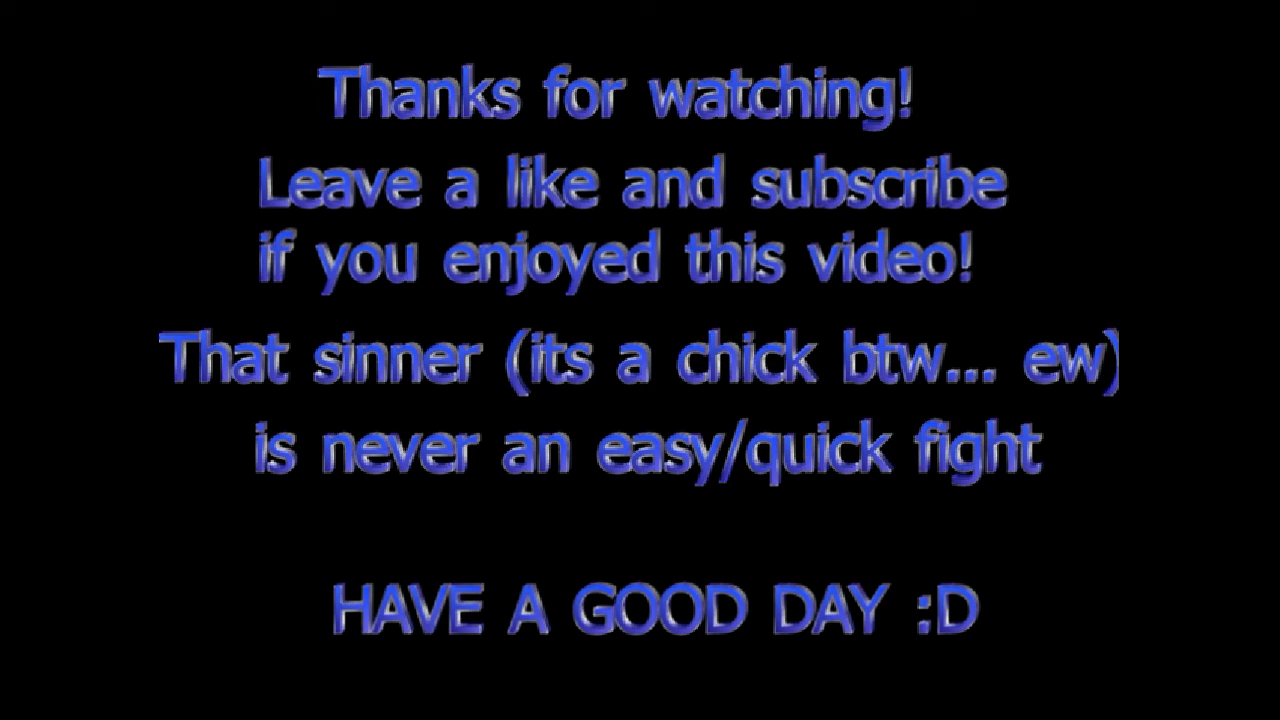 Thanks for watching!
Leave a like and subscribe
if you enjoyed this video!
That sinner (its a chick btw... ew)
is never an easy/quick fight
HAVE A GOOD DAY :D